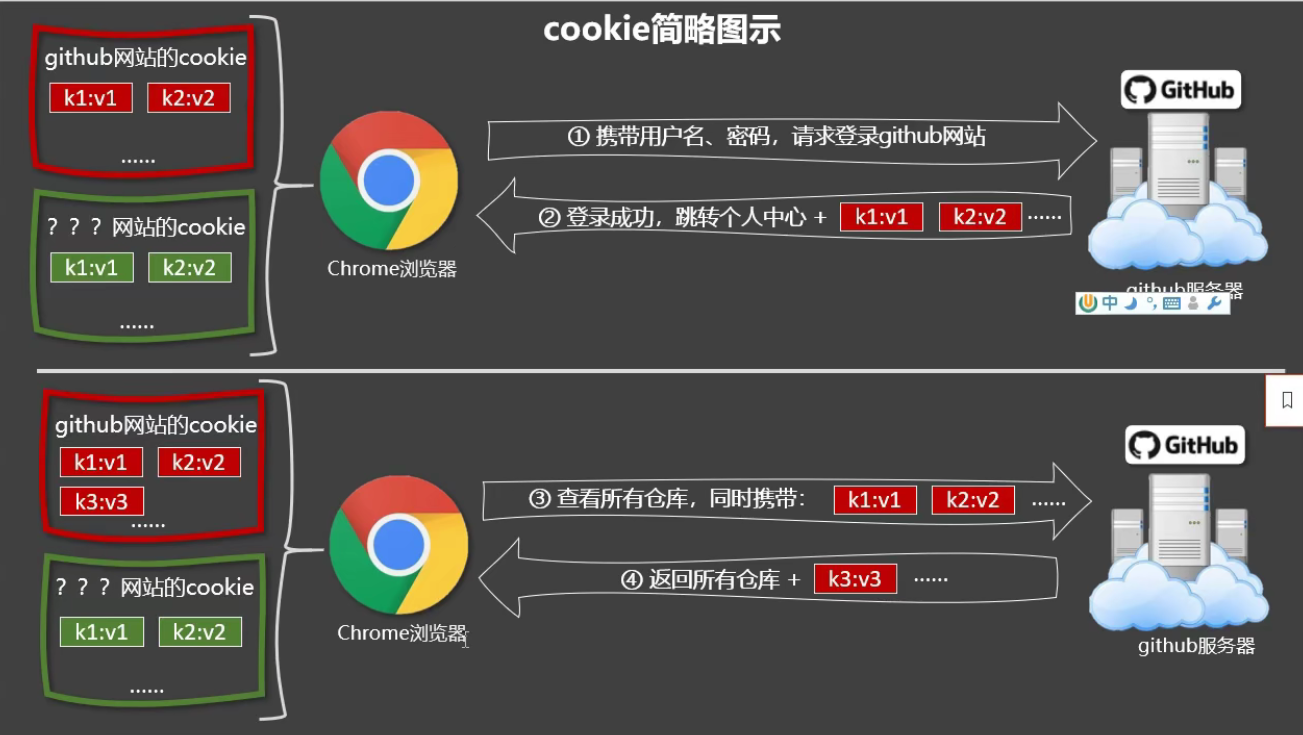 cookie简略图示
github网站的cookie
k1:v1 k2:v2
......
？？？网站的cookie
k1:v1 k2:v2
......
Chrome浏览器
① 携带用户名、密码，请求登录github网站
② 登录成功，跳转个人中心 + k1:v1 k2:v2 ......
GitHub
github服务器
中
github网站的cookie
k1:v1 k2:v2
k3:v3
......
？？？网站的cookie
k1:v1 k2:v2
......
Chrome浏览器
③ 查看所有仓库，同时携带： k1:v1 k2:v2 ......
④ 返回所有仓库 + k3:v3 ......
GitHub
github服务器